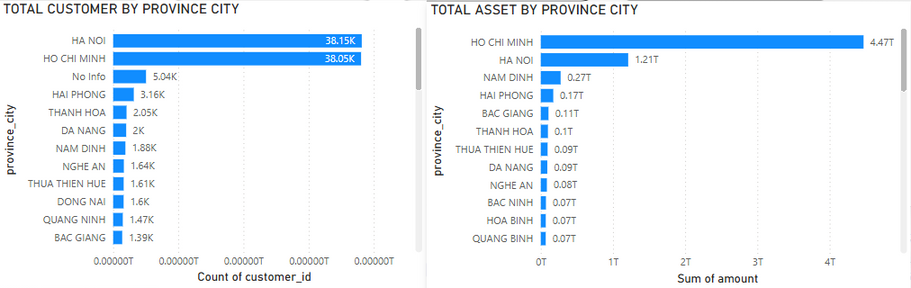 TOTAL CUSTOMER BY PROVINCE CITY
HA NOI 38.15K
HO CHI MINH 38.05K
No Info 5.04K
HAI PHONG 3.16K
THANH HOA 2.05K
DA NANG 2K
NAM DINH 1.88K
NGHE AN 1.64K
THUA THIEN HUE 1.61K
DONG NAI 1.6K
QUANG NINH 1.47K
BAC GIANG 1.39K
province_city
0.00000T 0.00000T 0.00000T 0.00000T 0.00000T
Count of customer_id
TOTAL ASSET BY PROVINCE CITY
HO CHI MINH 4.47T
HA NOI 1.21T
NAM DINH 0.27T
HAI PHONG 0.17T
BAC GIANG 0.11T
THANH HOA 0.1T
THUA THIEN HUE 0.09T
DA NANG 0.09T
NGHE AN 0.08T
BAC NINH 0.07T
HOA BINH 0.07T
QUANG BINH 0.07T
province_city
0T 1T 2T 3T 4T
Sum of amount